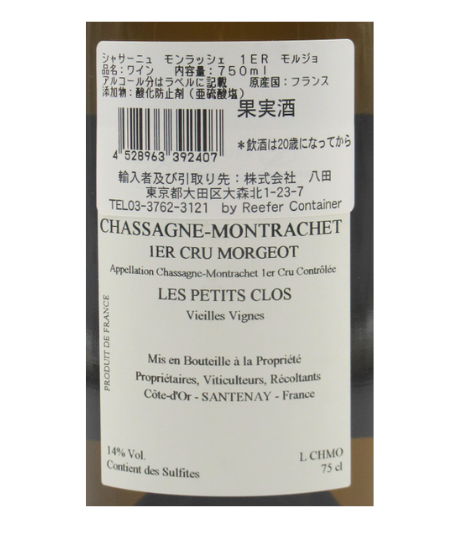 シャサーニュ モンラッシェ 1ER モルジョ
品名:ワイン 内容量:750ml
アルコール分はラベルに記載 原産国:フランス
添加物:酸化防止剤(亜硫酸塩)
果実酒
4 528963 392407
*飲酒は20歳になってから
輸入者及び引取り先:株式会社 八田
東京都大田区大森北1-23-7
TEL03-3762-3121 by Reefer Container
CHASSAGNE-MONTRACHET
1ER CRU MORGEOT
Appellation Chassagne-Montrachet 1er Cru Contrôlée
LES PETITS CLOS
Vieilles Vignes
PRODUIT DE FRANCE
Mis en Bouteille à la Propriété
Propriétaires, Viticulteurs, Récoltants
Côte-d'Or - SANTENAY - France
14% Vol.
Contient des Sulfites
L CHMO
75 cl